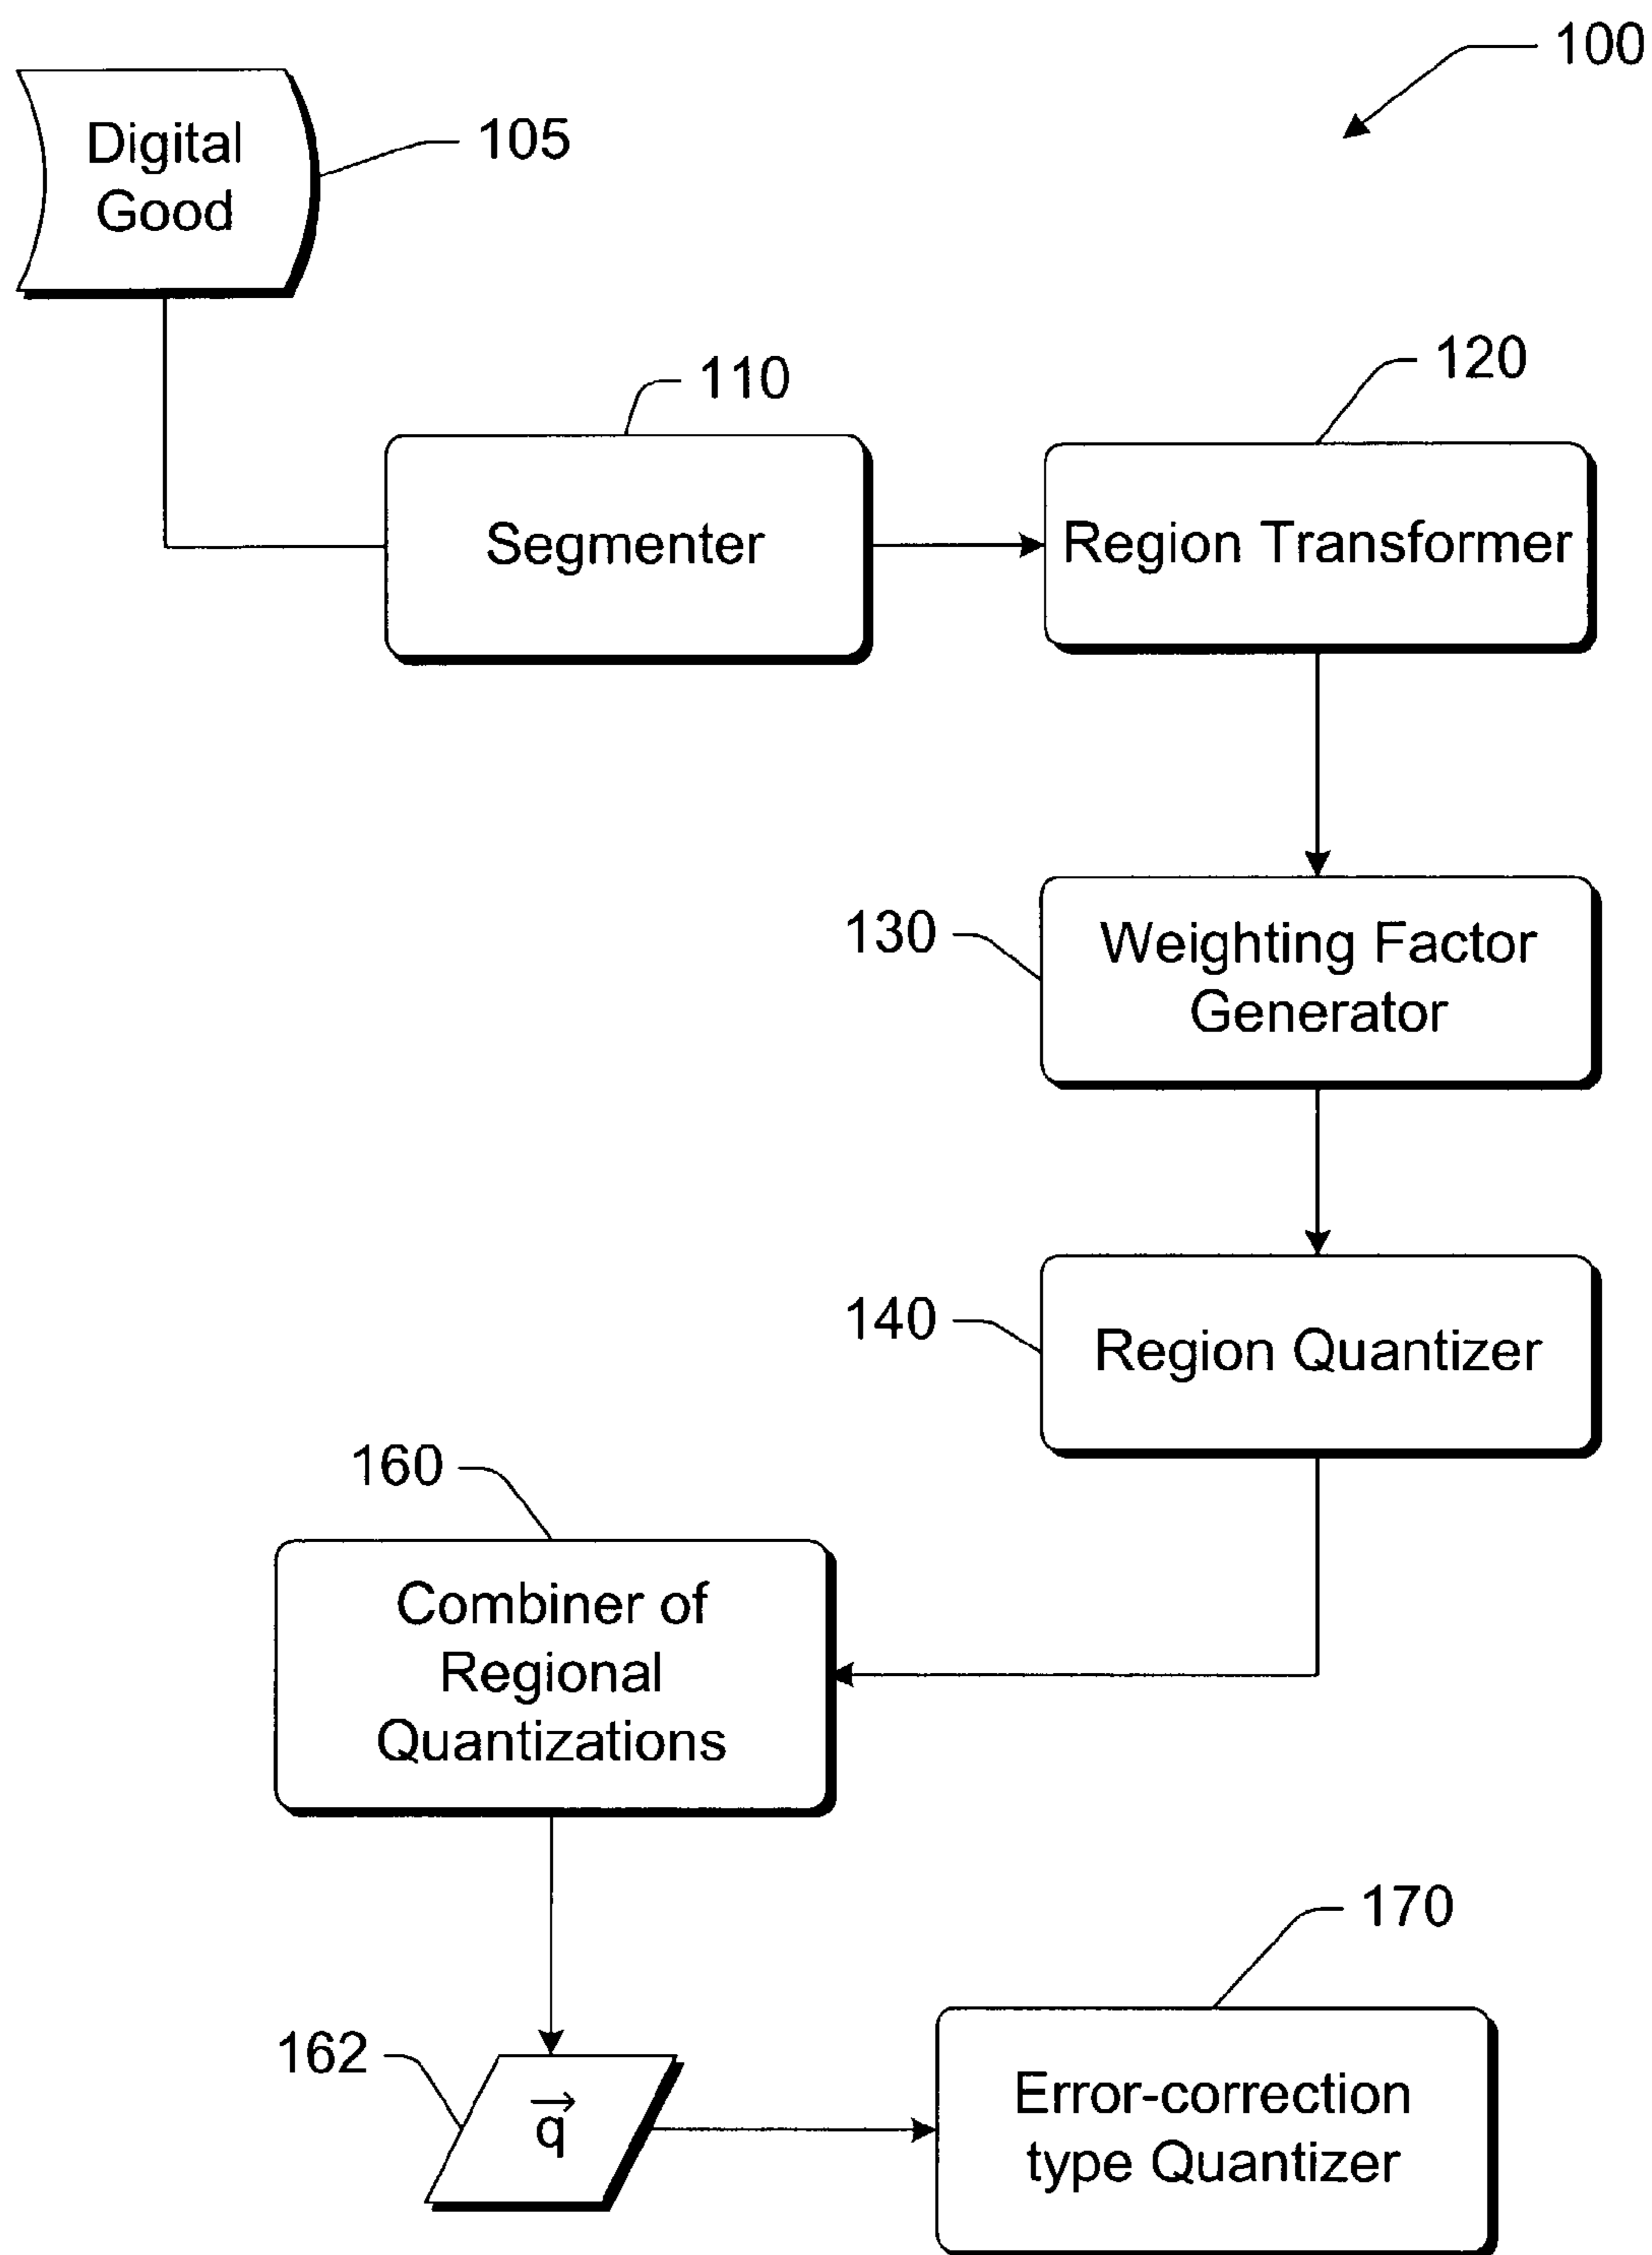 100
Digital
Good
105
110
120
Segmenter
Region Transformer
130
Weighting Factor
Generator
140
Region Quantizer
160
Combiner of
Regional
Quantizations
170
162
q⃗
Error-correction
type Quantizer